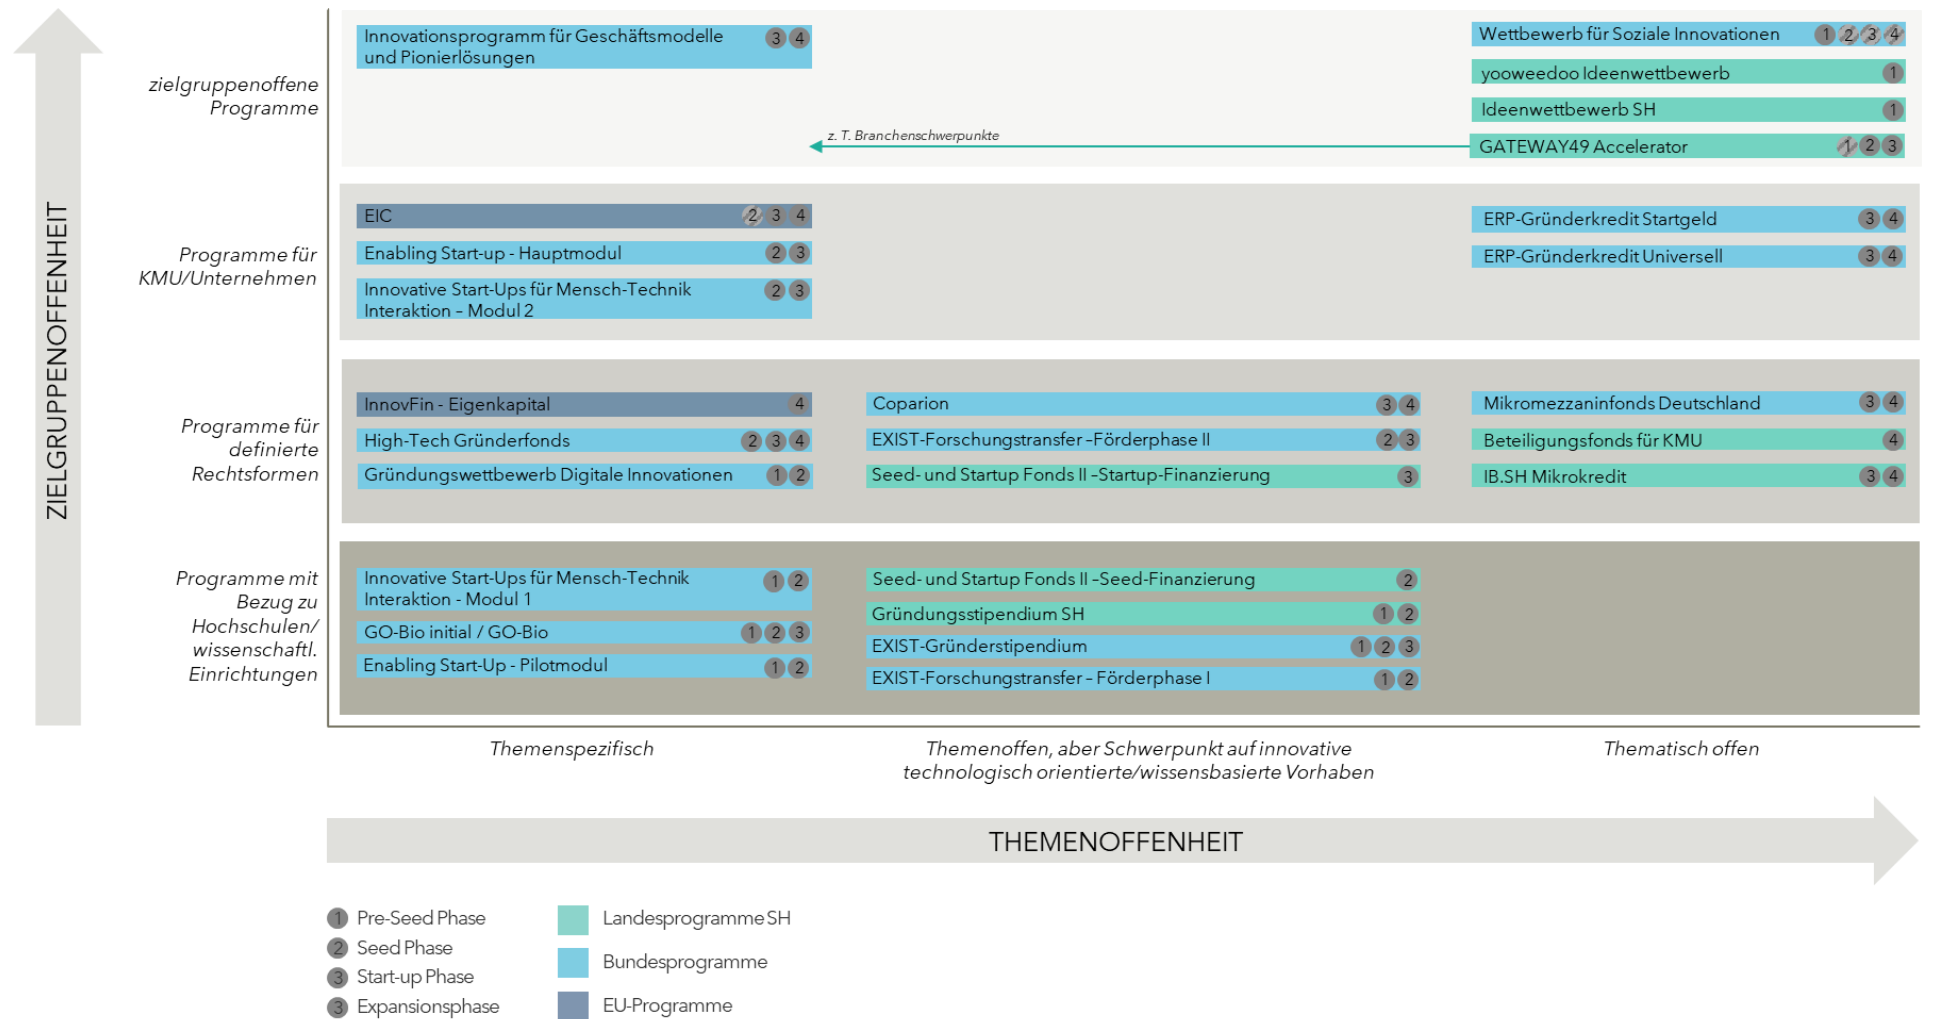 ZIELGRUPPENOFFENHEIT
zielgruppenoffene
Programme
Innovationsprogramm für Geschäftsmodelle 3 4
und Pionierlösungen
Wettbewerb für Soziale Innovationen 1 2 3 4
yooweedoo Ideenwettbewerb 1
Ideenwettbewerb SH 1
z. T. Branchenschwerpunkte
GATEWAY49 Accelerator 1 2 3
Programme für
KMU/Unternehmen
EIC 2 3 4
Enabling Start-up - Hauptmodul 2 3
Innovative Start-Ups für Mensch-Technik 2 3
Interaktion – Modul 2
ERP-Gründerkredit Startgeld 3 4
ERP-Gründerkredit Universell 3 4
Programme für
definierte
Rechtsformen
InnovFin - Eigenkapital 4
High-Tech Gründerfonds 2 3 4
Gründungswettbewerb Digitale Innovationen 1 2
Coparion 3 4
EXIST-Forschungstransfer –Förderphase II 2 3
Seed- und Startup Fonds II –Startup-Finanzierung 3
Mikromezzaninfonds Deutschland 3 4
Beteiligungsfonds für KMU 4
IB.SH Mikrokredit 3 4
Programme mit
Bezug zu
Hochschulen/
wissenschaftl.
Einrichtungen
Innovative Start-Ups für Mensch-Technik 1 2
Interaktion - Modul 1
GO-Bio initial / GO-Bio 1 2 3
Enabling Start-Up - Pilotmodul 1 2
Seed- und Startup Fonds II –Seed-Finanzierung 2
Gründungsstipendium SH 1 2
EXIST-Gründerstipendium 1 2 3
EXIST-Forschungstransfer – Förderphase I 1 2
Themenspezifisch
Themenoffen, aber Schwerpunkt auf innovative
technologisch orientierte/wissensbasierte Vorhaben
Thematisch offen
THEMENOFFENHEIT
1 Pre-Seed Phase
2 Seed Phase
3 Start-up Phase
3 Expansionsphase
Landesprogramme SH
Bundesprogramme
EU-Programme